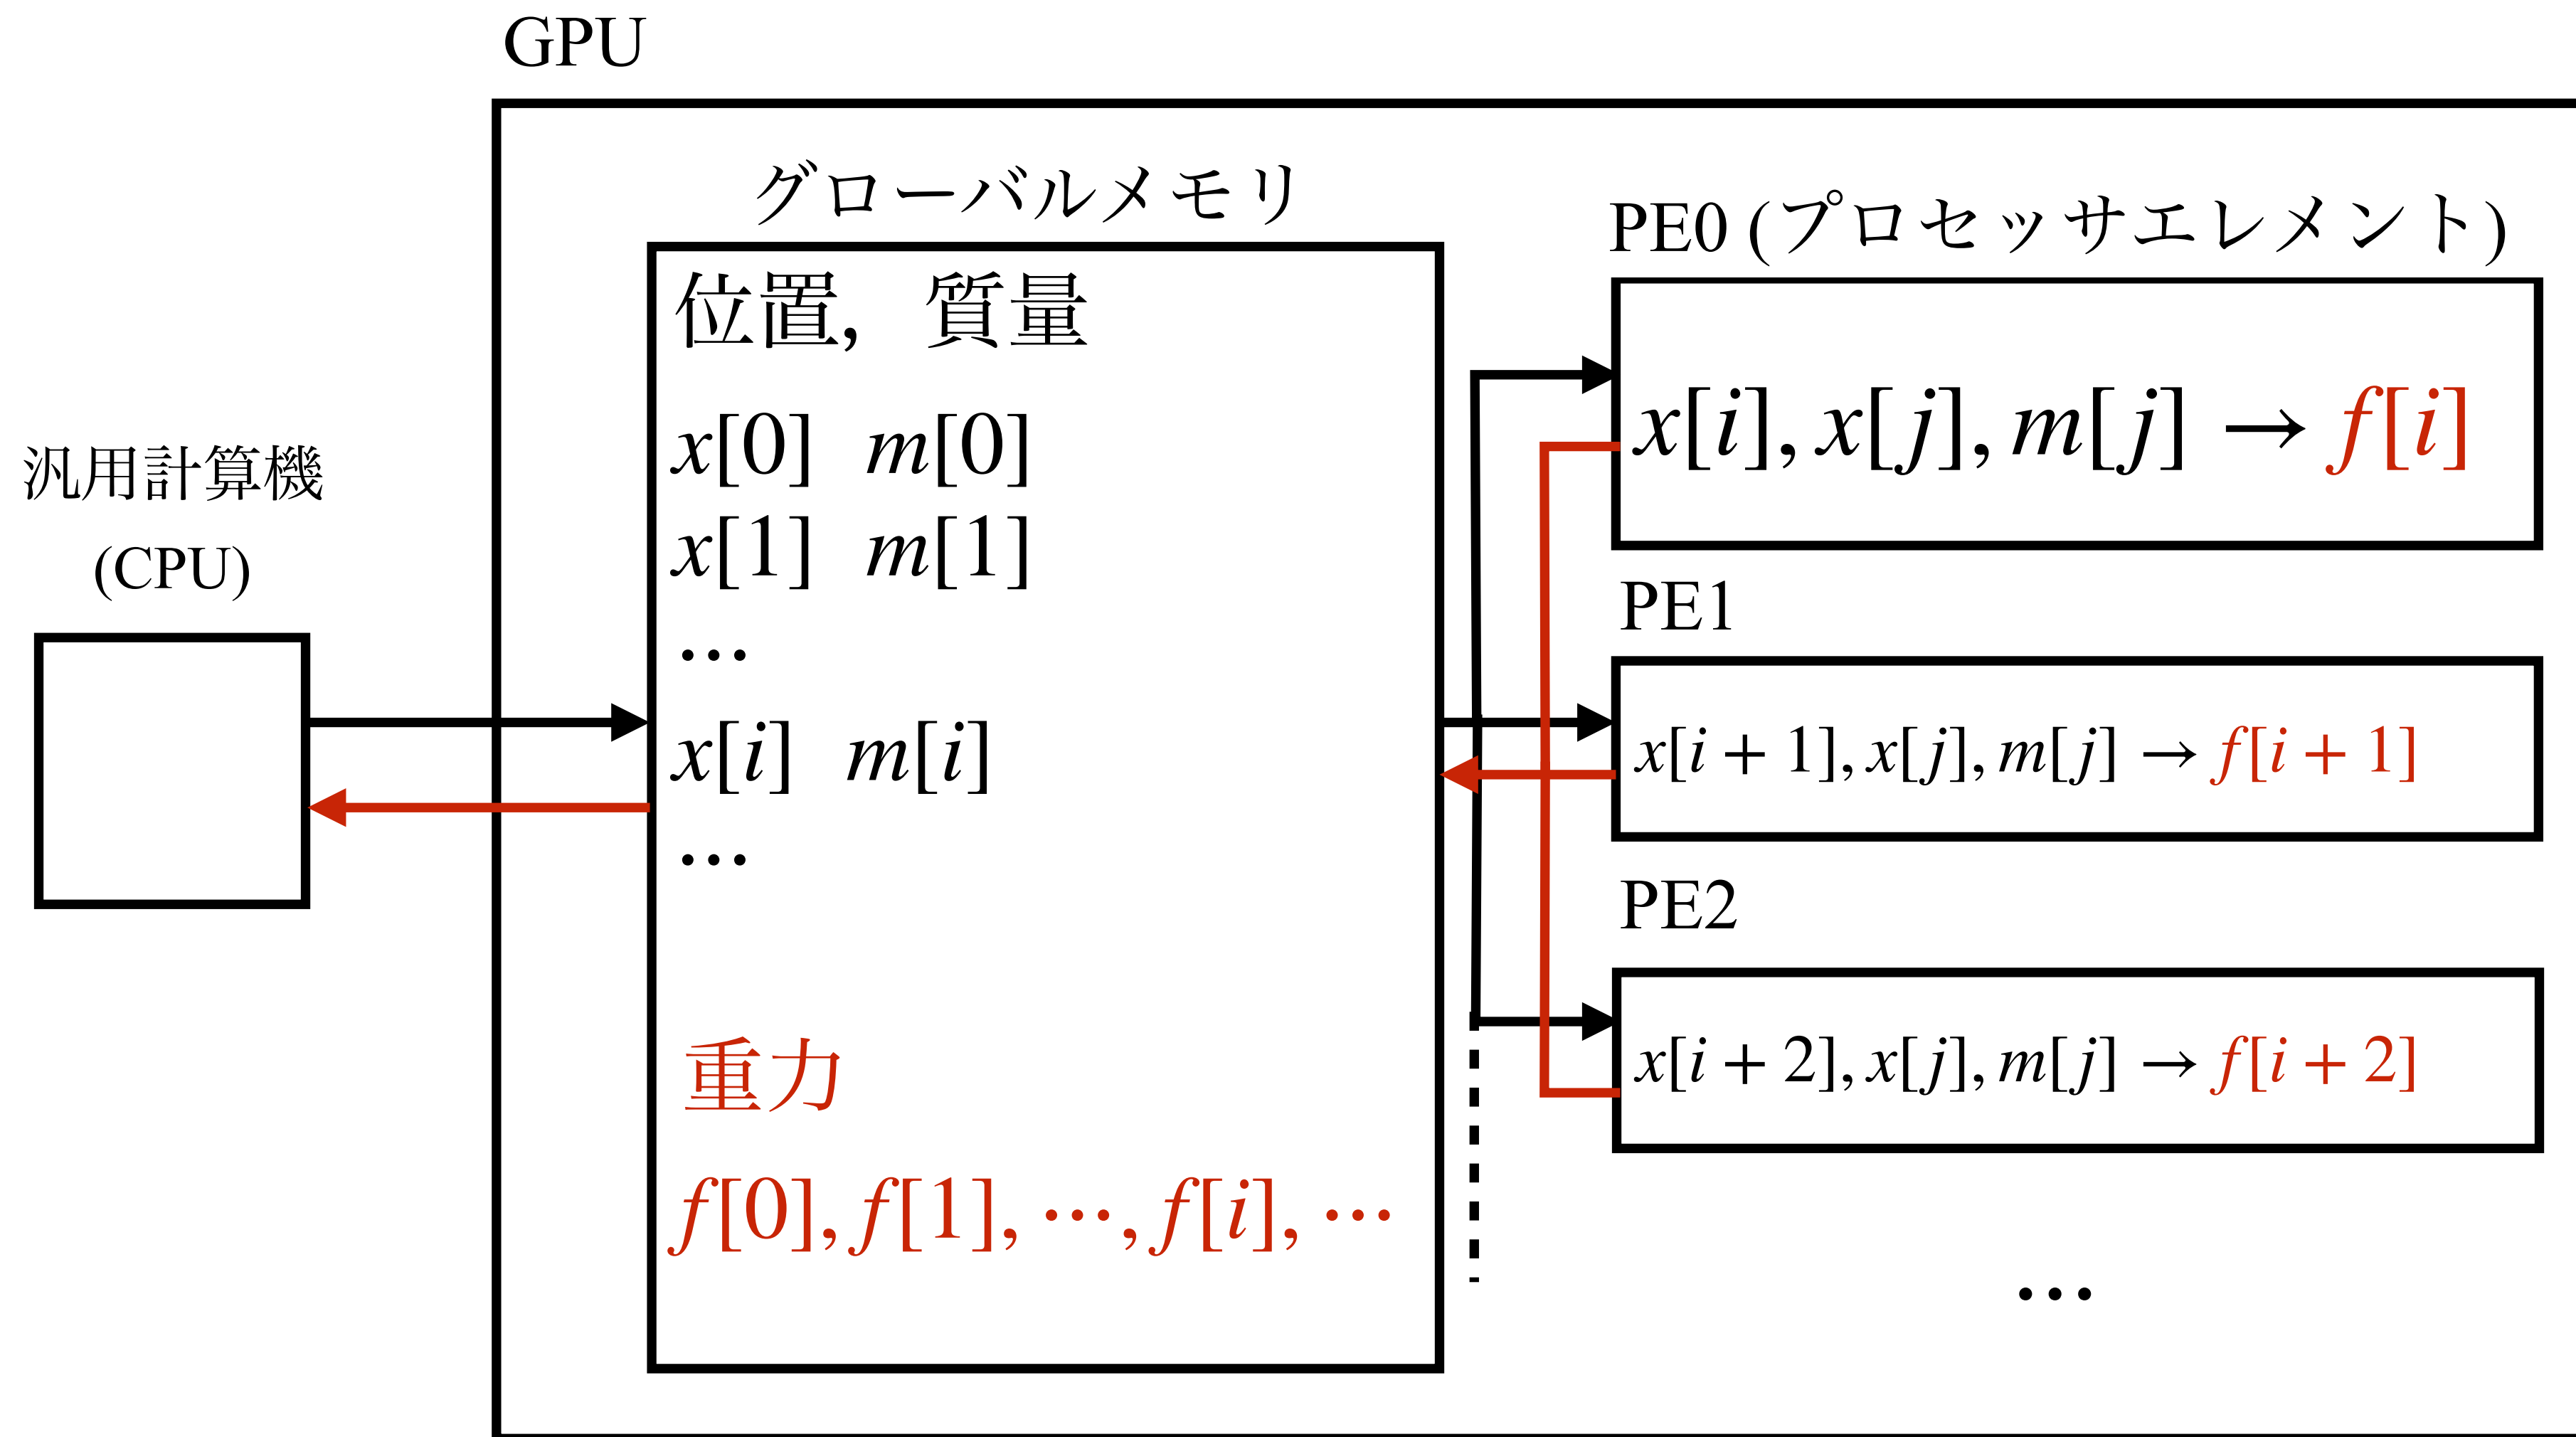 GPU
グローバルメモリ
位置, 質量
x[0] m[0]
x[1] m[1]
...
x[i] m[i]
...
重力
f[0], f[1], ⋯, f[i], ⋯
汎用計算機
(CPU)
PE0 (プロセッサエレメント)
x[i], x[j], m[j] → f[i]
PE1
x[i + 1], x[j], m[j] → f[i + 1]
PE2
x[i + 2], x[j], m[j] → f[i + 2]
...